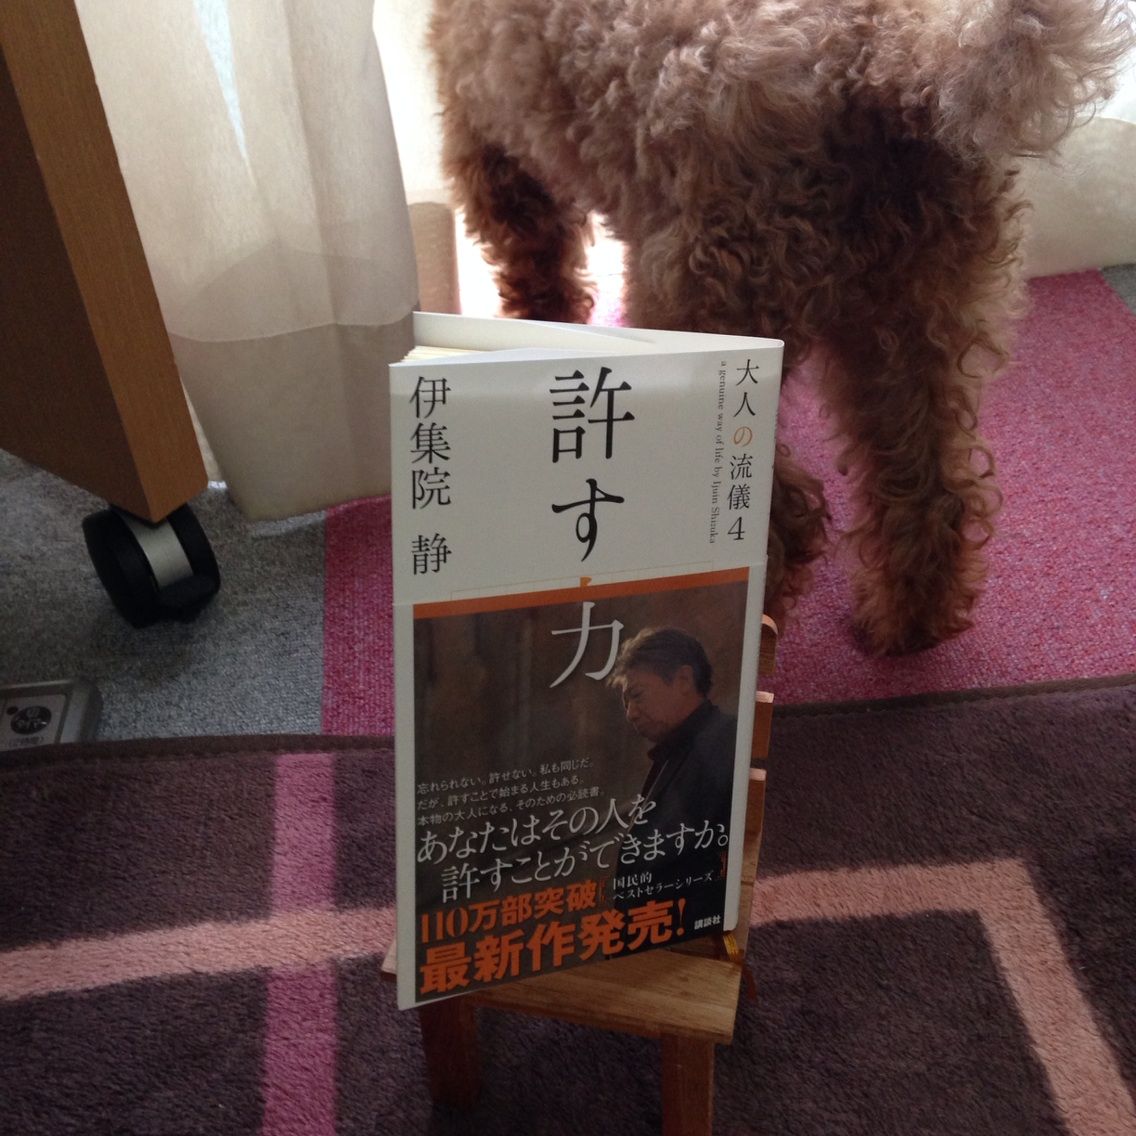 大人の流儀4
a genuine way of life by Ijuin Shizuka
許す力
伊集院 静
忘れられない。許せない。私も同じだ。
だが、許すことで始まる人生もある。
本物の大人になる、そのための必読書。
あなたはその人を
許すことができますか。
110万部突破
国民的
ベストセラーシリーズ
最新作発売!
講談社